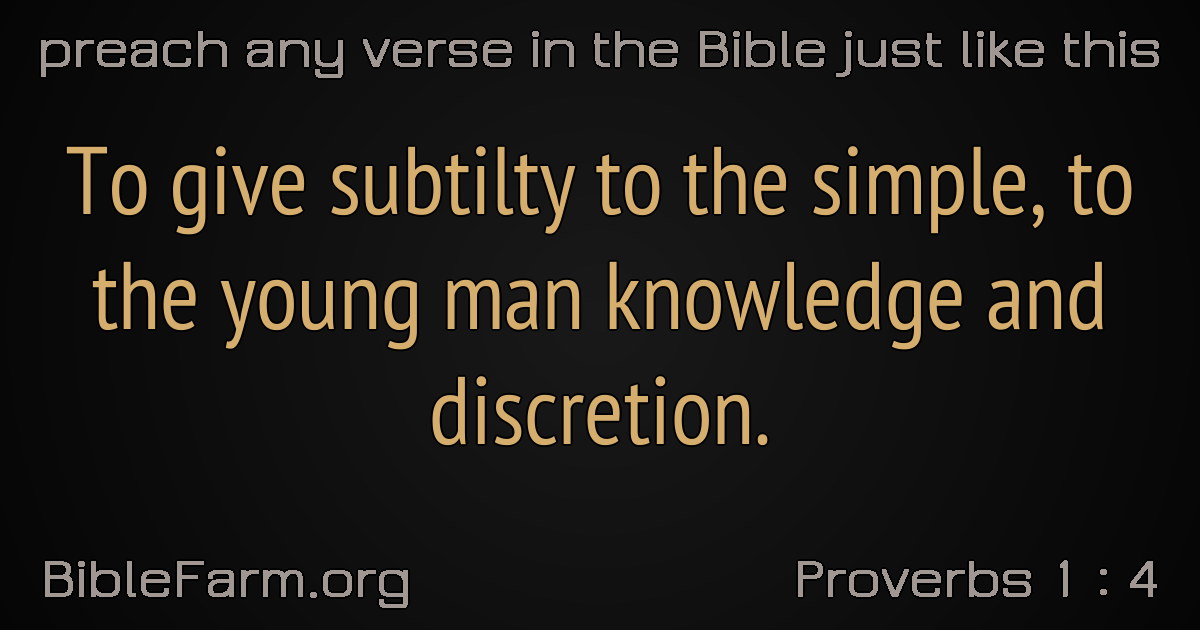 preach any verse in the Bible just like this
To give subtilty to the simple, to
the young man knowledge and
discretion.
BibleFarm.org
Proverbs 1 : 4